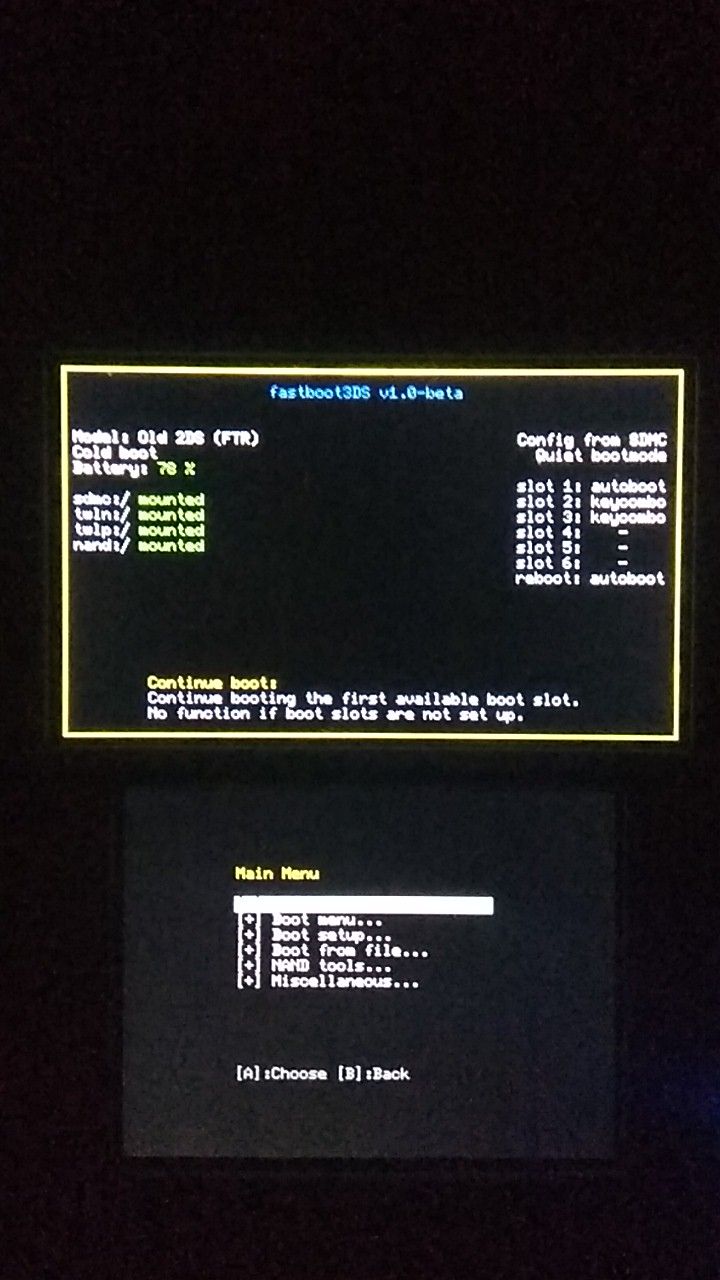 fastboot3DS v1.0-beta
Model: Old 2DS (FTR)
Cold boot
Battery: 78 %
sdmc:/ mounted
twln:/ mounted
twlp:/ mounted
nand:/ mounted
Config from SDMC
Quiet bootmode
slot 1: autoboot
slot 2: keycombo
slot 3: keycombo
slot 4: -
slot 5: -
slot 6: -
reboot: autoboot
Continue boot:
Continue booting the first available boot slot.
No function if boot slots are not set up.
Main Menu
[+] Boot menu...
[+] Boot setup...
[+] Boot from file...
[+] NAND tools...
[+] Miscellaneous...
[A]:Choose [B]:Back